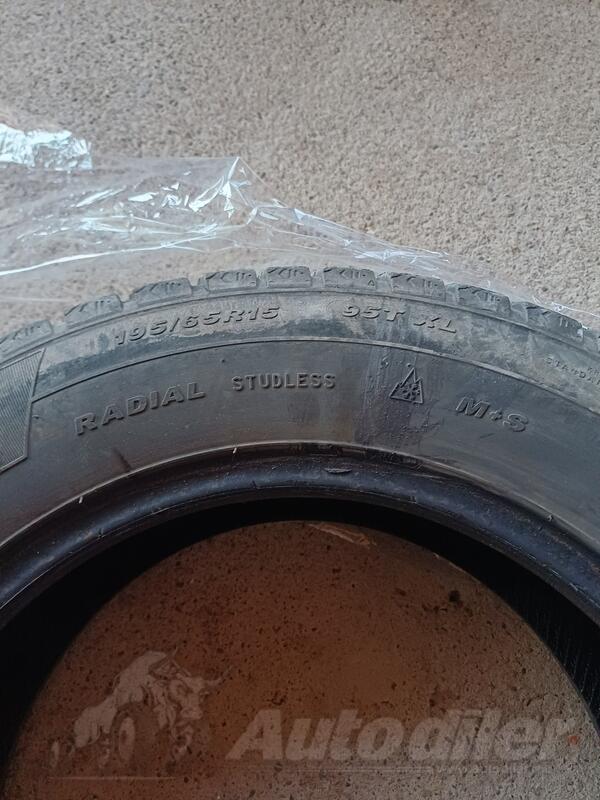 195/65R15 95T XL
RADIAL STUDLESS M+S
Autodiler